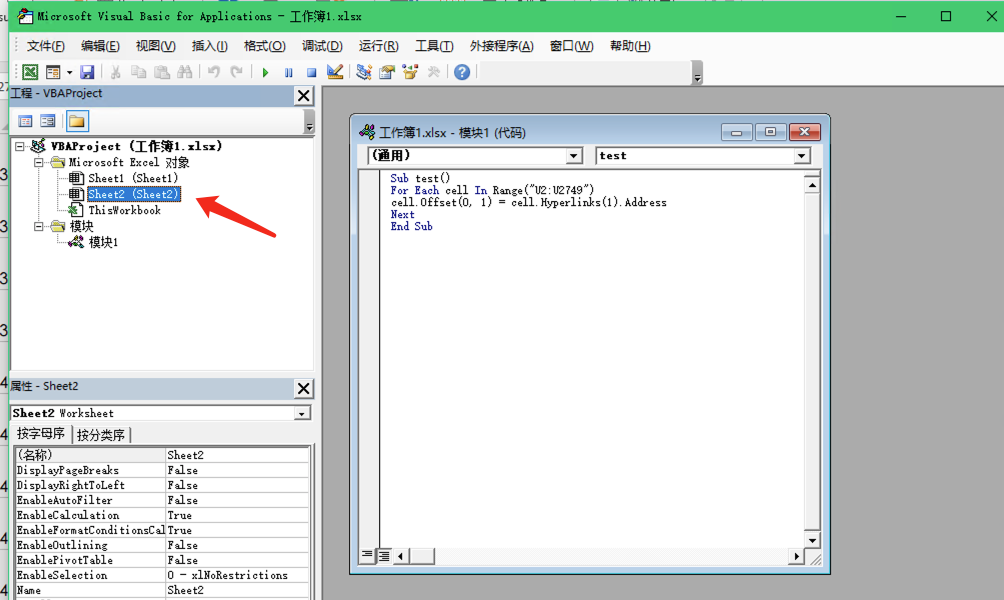 Microsoft Visual Basic for Applications - 工作簿1.xlsx
文件(F) 编辑(E) 视图(V) 插入(I) 格式(O) 调试(D) 运行(R) 工具(T) 外接程序(A) 窗口(W) 帮助(H)
工程 - VBAProject
VBAProject (工作簿1.xlsx)
Microsoft Excel 对象
Sheet1 (Sheet1)
Sheet2 (Sheet2)
ThisWorkbook
模块
模块1
属性 - Sheet2
Sheet2 Worksheet
按字母序 按分类序
(名称) Sheet2
DisplayPageBreaks False
DisplayRightToLeft False
EnableAutoFilter False
EnableCalculation True
EnableFormatConditionsCal True
EnableOutlining False
EnablePivotTable False
EnableSelection 0 - xlNoRestrictions
Name Sheet2
工作簿1.xlsx - 模块1 (代码)
(通用) test
Sub test()
For Each cell In Range("U2:U2749")
cell.Offset(0, 1) = cell.Hyperlinks(1).Address
Next
End Sub